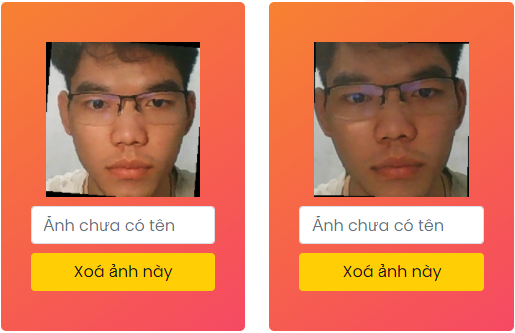 Ảnh chưa có tên
Xoá ảnh này
Ảnh chưa có tên
Xoá ảnh này